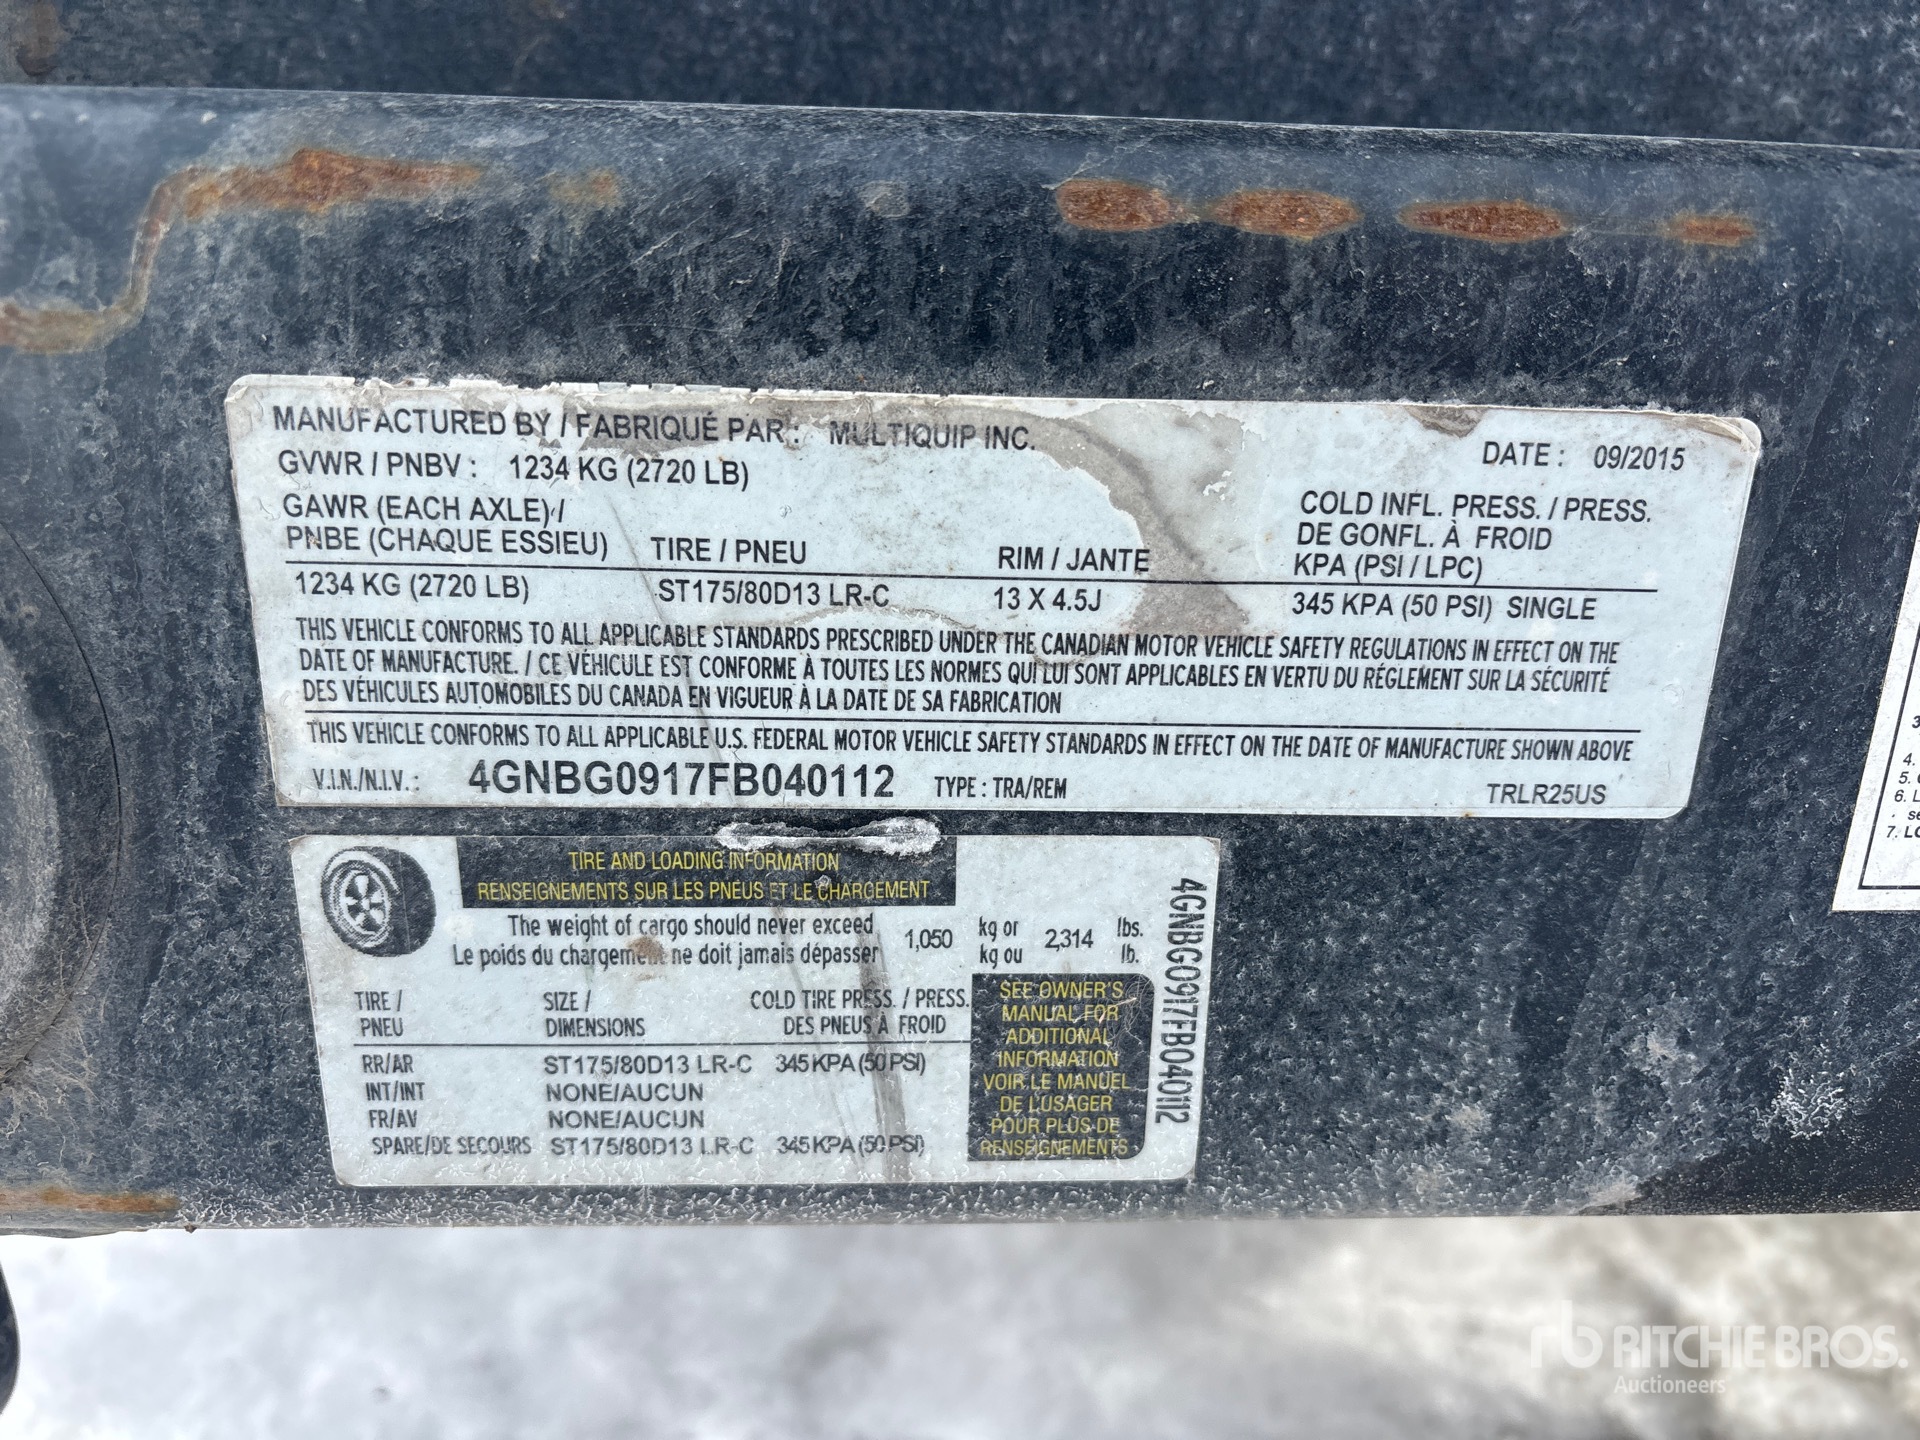 MANUFACTURED BY / FABRIQUÉ PAR : MULTIQUIP INC.
DATE : 09/2015
GVWR / PNBV : 1234 KG (2720 LB)
GAWR (EACH AXLE) /
PNBE (CHAQUE ESSIEU)
TIRE / PNEU
RIM / JANTE
COLD INFL. PRESS. / PRESS.
DE GONFL. À FROID
KPA (PSI / LPC)
1234 KG (2720 LB) ST175/80D13 LR-C 13 X 4.5J 345 KPA (50 PSI) SINGLE
THIS VEHICLE CONFORMS TO ALL APPLICABLE STANDARDS PRESCRIBED UNDER THE CANADIAN MOTOR VEHICLE SAFETY REGULATIONS IN EFFECT ON THE
DATE OF MANUFACTURE. / CE VÉHICULE EST CONFORME À TOUTES LES NORMES QUI LUI SONT APPLICABLES EN VERTU DU RÉGLEMENT SUR LA SÉCURITÉ
DES VÉHICULES AUTOMOBILES DU CANADA EN VIGUEUR À LA DATE DE SA FABRICATION
THIS VEHICLE CONFORMS TO ALL APPLICABLE U.S. FEDERAL MOTOR VEHICLE SAFETY STANDARDS IN EFFECT ON THE DATE OF MANUFACTURE SHOWN ABOVE
V.I.N./N.I.V. : 4GNBG0917FB040112 TYPE : TRA/REM TRLR25US
TIRE AND LOADING INFORMATION
RENSEIGNEMENTS SUR LES PNEUS ET LE CHARGEMENT
The weight of cargo should never exceed
Le poids du chargement ne doit jamais dépasser
1,050
kg or
kg ou
2,314
lbs.
lb.
TIRE /
PNEU
SIZE /
DIMENSIONS
COLD TIRE PRESS. / PRESS.
DES PNEUS À FROID
RR/AR ST175/80D13 LR-C 345 KPA (50 PSI)
INT/INT NONE/AUCUN
FR/AV NONE/AUCUN
SPARE/DE SECOURS ST175/80D13 LR-C 345 KPA (50 PSI)
SEE OWNER'S
MANUAL FOR
ADDITIONAL
INFORMATION
VOIR LE MANUEL
DE L'USAGER
POUR PLUS DE
RENSEIGNEMENTS
4GNBG0917FB040112
3
4.
5.
6. L
7. LO
rb RITCHIE BROS.
Auctioneers